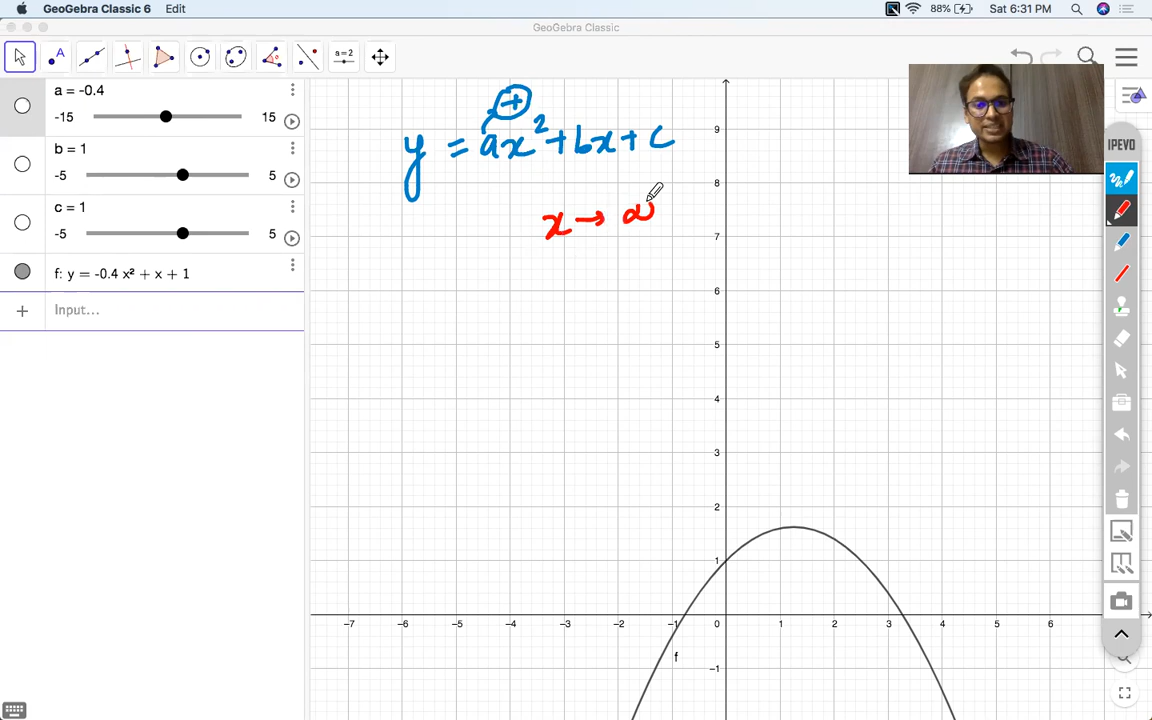 GeoGebra Classic 6 Edit 88% Sat 6:31 PM
GeoGebra Classic
A a=2
a = -0.4
-15 15
b = 1
-5 5
c = 1
-5 5
f: y = -0.4 x² + x + 1
+ Input...
+
y = ax²+bx+c
x → ∞
IPEVO
9
8
7
6
5
4
3
2
1
-7 -6 -5 -4 -3 -2 -1 0 1 2 3 4 5 6
f
-1